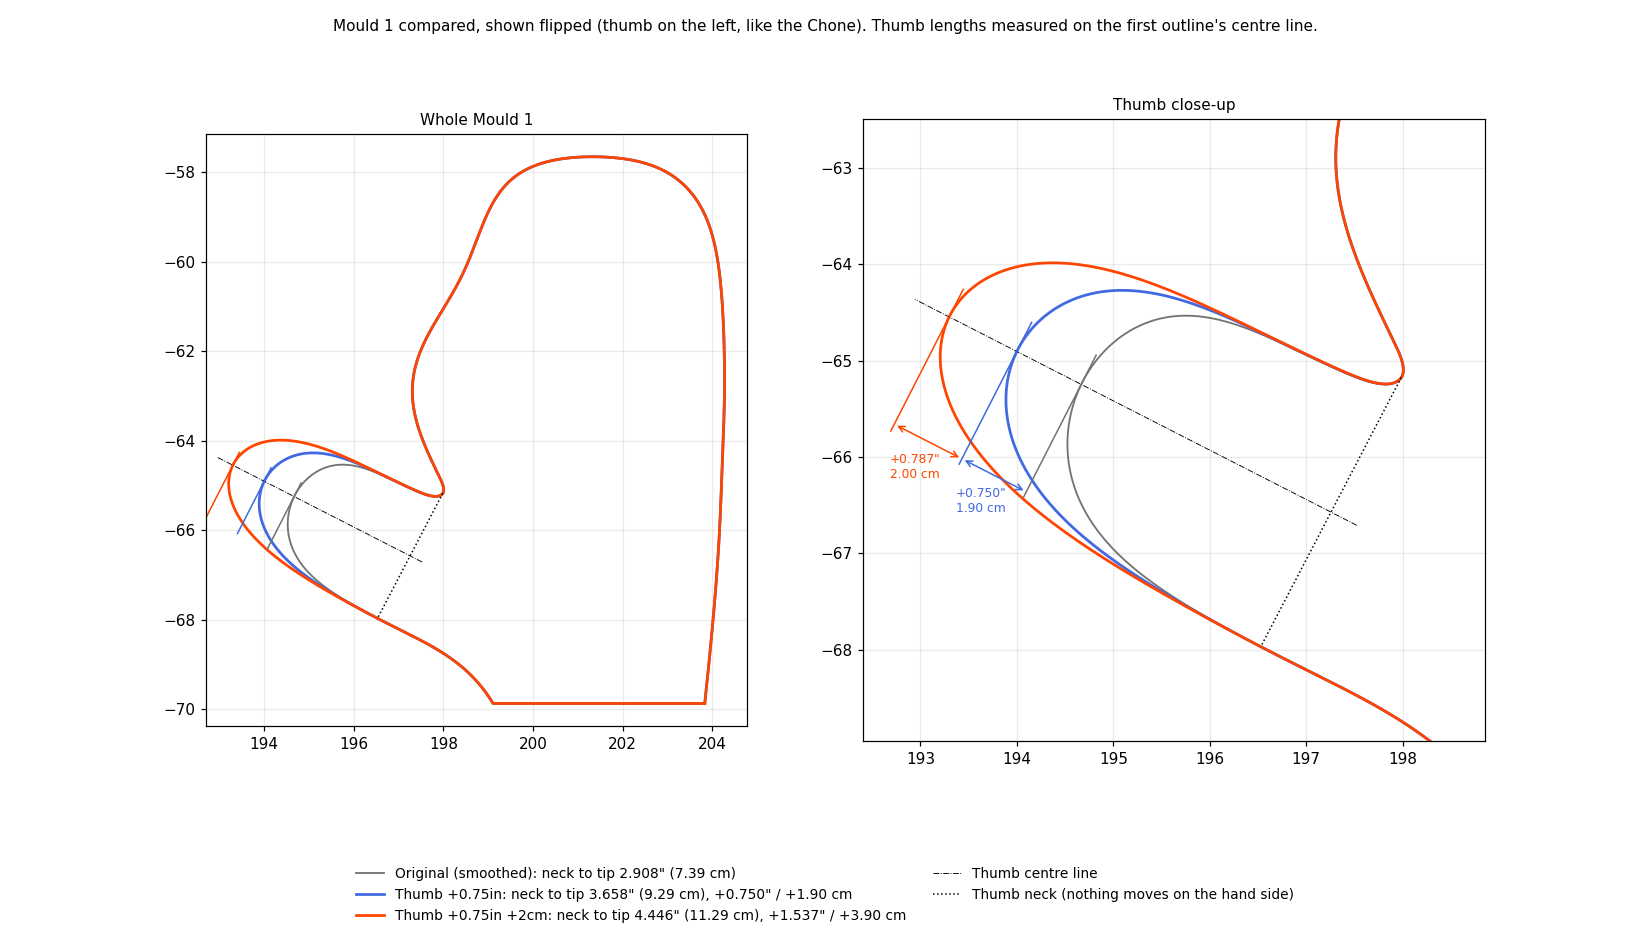 Mould 1 compared, shown flipped (thumb on the left, like the Chone). Thumb lengths measured on the first outline's centre line.
Whole Mould 1
−58
−60
−62
−64
−66
−68
−70
194 196 198 200 202 204
Thumb close-up
−63
−64
−65
−66
−67
−68
+0.787"
2.00 cm
+0.750"
1.90 cm
193 194 195 196 197 198
Original (smoothed): neck to tip 2.908" (7.39 cm)
Thumb +0.75in: neck to tip 3.658" (9.29 cm), +0.750" / +1.90 cm
Thumb +0.75in +2cm: neck to tip 4.446" (11.29 cm), +1.537" / +3.90 cm
Thumb centre line
Thumb neck (nothing moves on the hand side)